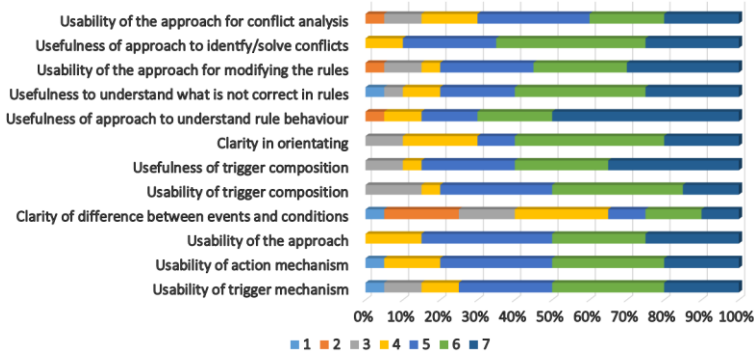 Usability of the approach for conflict analysis
Usefulness of approach to identfy/solve conflicts
Usability of the approach for modifying the rules
Usefulness to understand what is not correct in rules
Usefulness of approach to understand rule behaviour
Clarity in orientating
Usefulness of trigger composition
Usability of trigger composition
Clarity of difference between events and conditions
Usability of the approach
Usability of action mechanism
Usability of trigger mechanism
0% 10% 20% 30% 40% 50% 60% 70% 80% 90% 100%
1 2 3 4 5 6 7